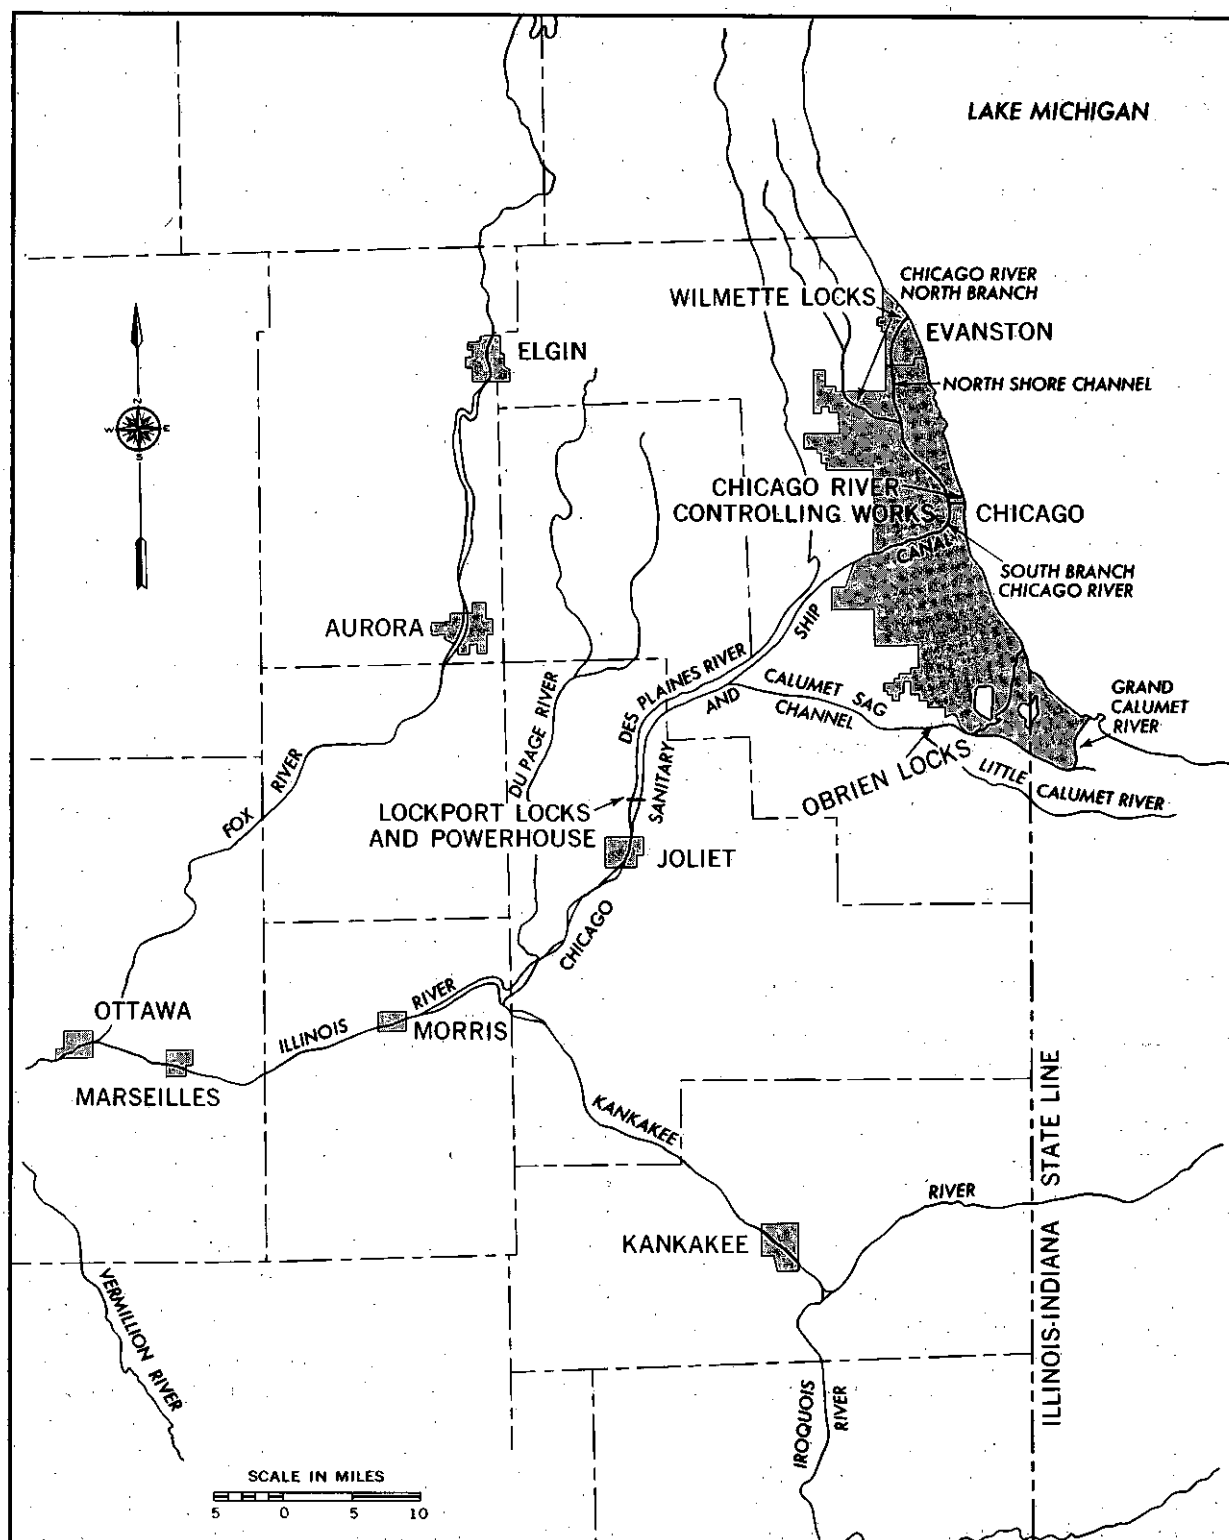 LAKE MICHIGAN
CHICAGO RIVER
NORTH BRANCH
WILMETTE LOCKS
EVANSTON
N
W E
S
ELGIN
NORTH SHORE CHANNEL
CHICAGO RIVER
CONTROLLING WORKS
CHICAGO
CANAL
SOUTH BRANCH
CHICAGO RIVER
SHIP
AURORA
DES PLAINES RIVER
AND
CALUMET SAG
CHANNEL
GRAND
CALUMET
RIVER
DU PAGE RIVER
SANITARY
OBRIEN LOCKS
LITTLE
CALUMET RIVER
FOX
RIVER
LOCKPORT LOCKS
AND POWERHOUSE
JOLIET
CHICAGO
OTTAWA
ILLINOIS
RIVER
MORRIS
MARSEILLES
KANKAKEE
RIVER
KANKAKEE
ILLINOIS-INDIANA STATE LINE
VERMILLION RIVER
IROQUOIS
RIVER
SCALE IN MILES
5 0 5 10